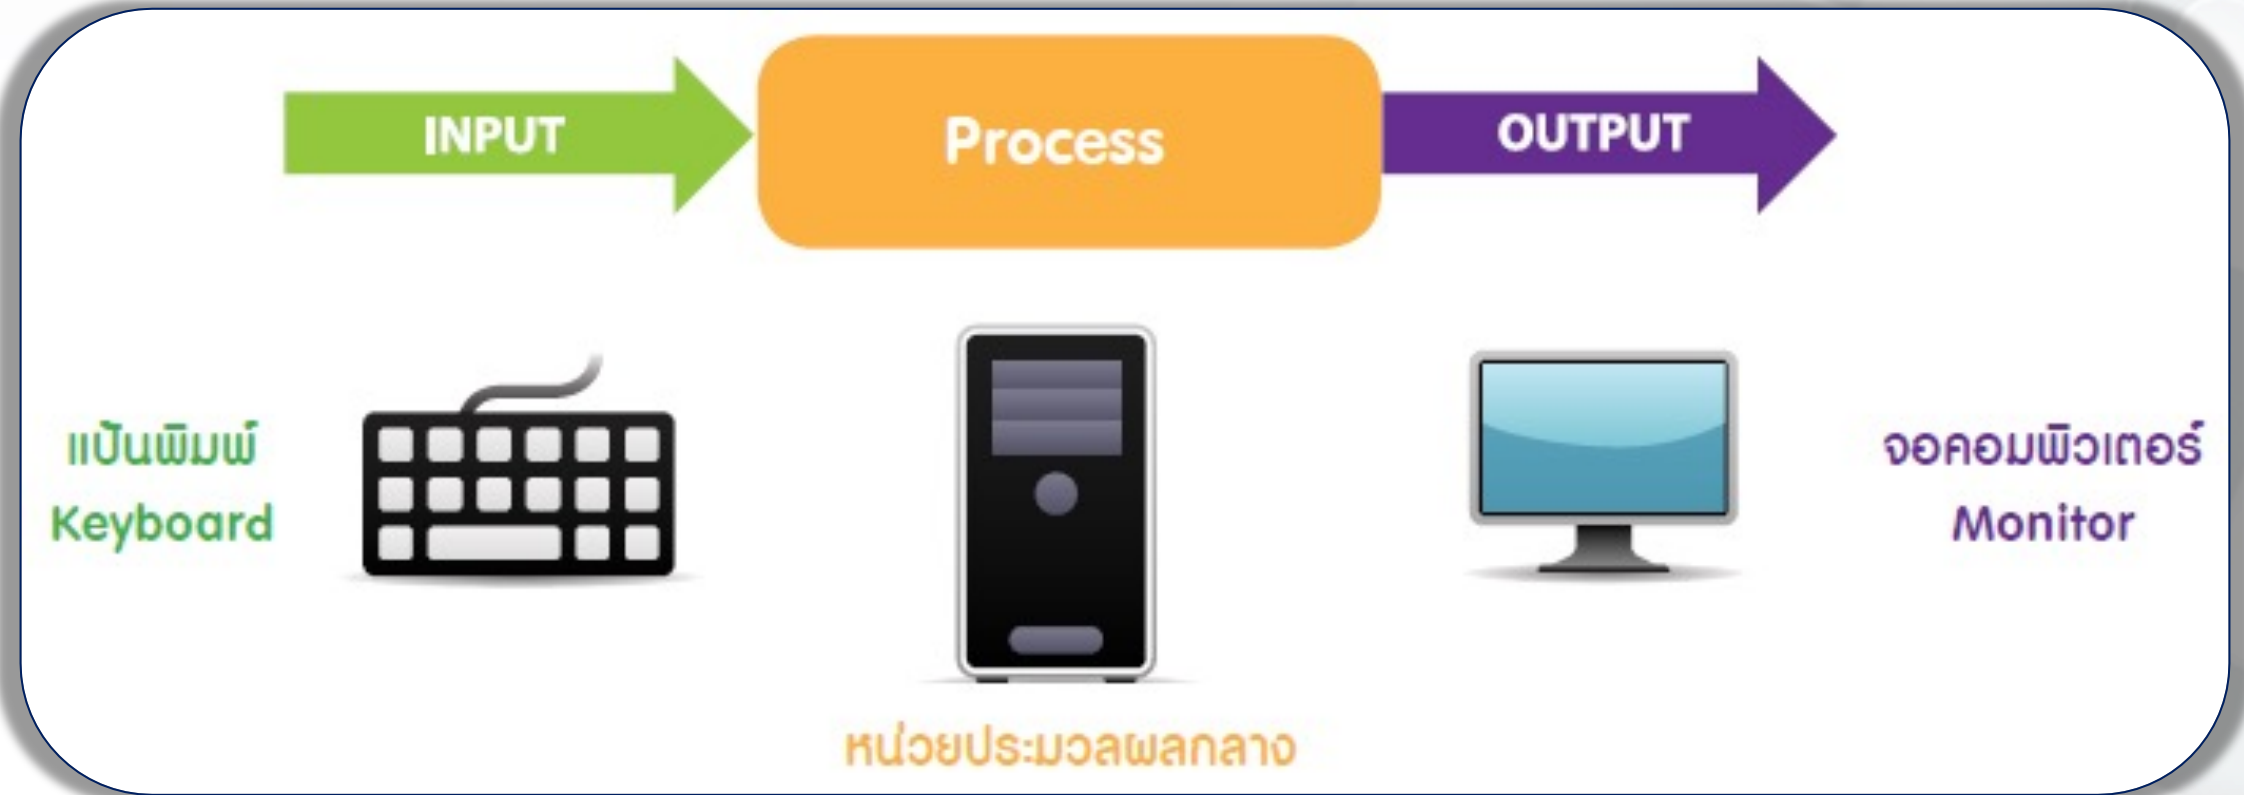 INPUT
Process
OUTPUT
แป้นพิมพ์
Keyboard
จอคอมพิวเตอร์
Monitor
หน่วยประมวลผลกลาง